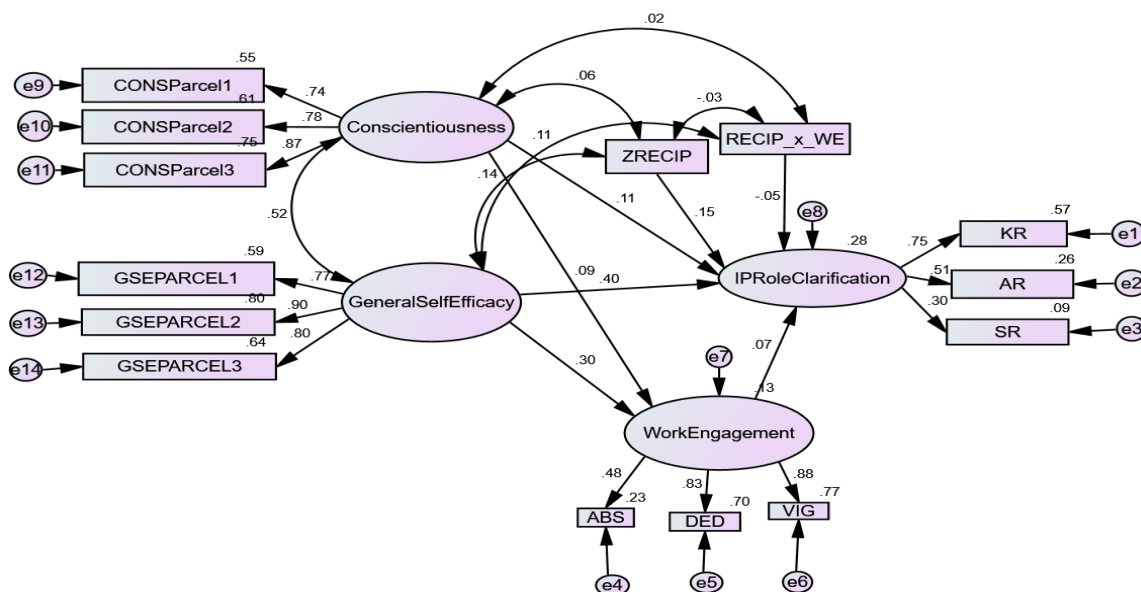 .02
.55
e9
CONSParcel1
.74
.06
.61
e10
CONSParcel2
.78
Conscientiousness
-.03
.11
RECIP_x_WE
.75
.87
e11
CONSParcel3
ZRECIP
.14
.11
-.05
.52
.15
e8
.57
KR
e1
.59
.28
.75
e12
GSEPARCEL1
.77
.09
.40
IPRoleClarification
.51
.26
AR
e2
.80
.90
GeneralSelfEfficacy
.30
.09
e13
GSEPARCEL2
SR
e3
.80
.64
e14
GSEPARCEL3
.30
.07
e7
.13
WorkEngagement
.48
.83
.88
.23
.70
.77
ABS
DED
VIG
e4
e5
e6